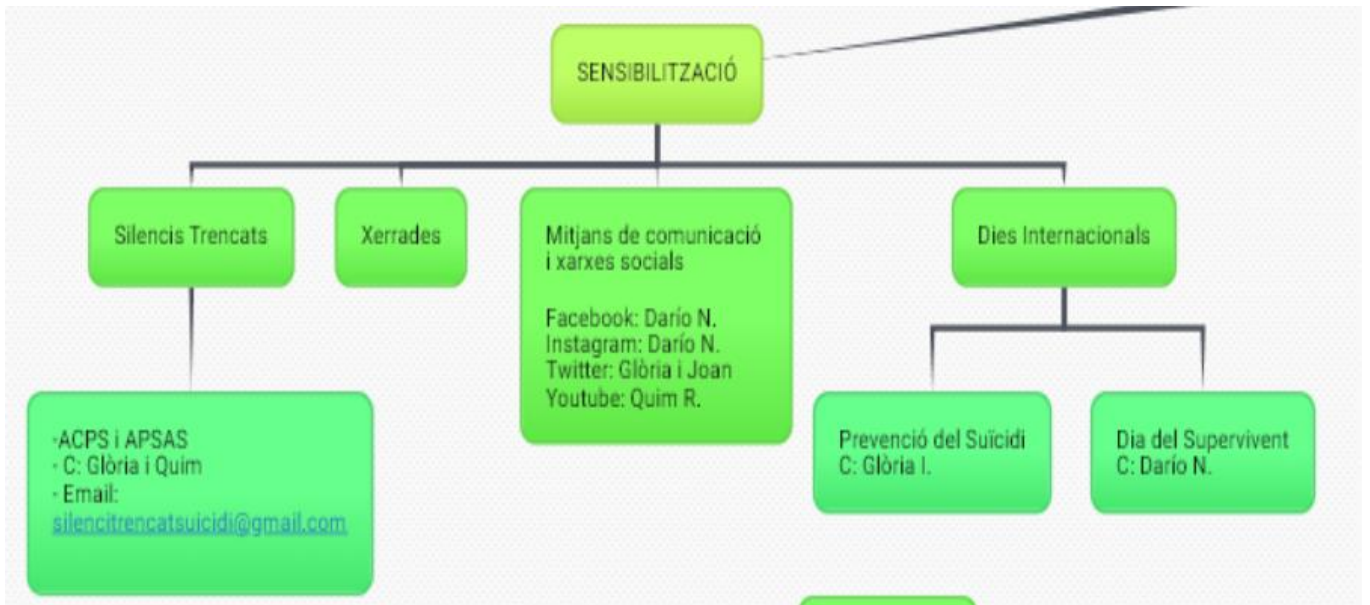 SENSIBILITZACIÓ
Silencis Trencats
Xerrades
Mitjans de comunicació
i xarxes socials
Facebook: Darío N.
Instagram: Darío N.
Twitter: Glòria i Joan
Youtube: Quim R.
Dies Internacionals
-ACPS i APSAS
- C: Glòria i Quim
- Email:
silencitrencatsuicidi@gmail.com
Prevenció del Suïcidi
C: Glòria I.
Dia del Supervivent
C: Darío N.